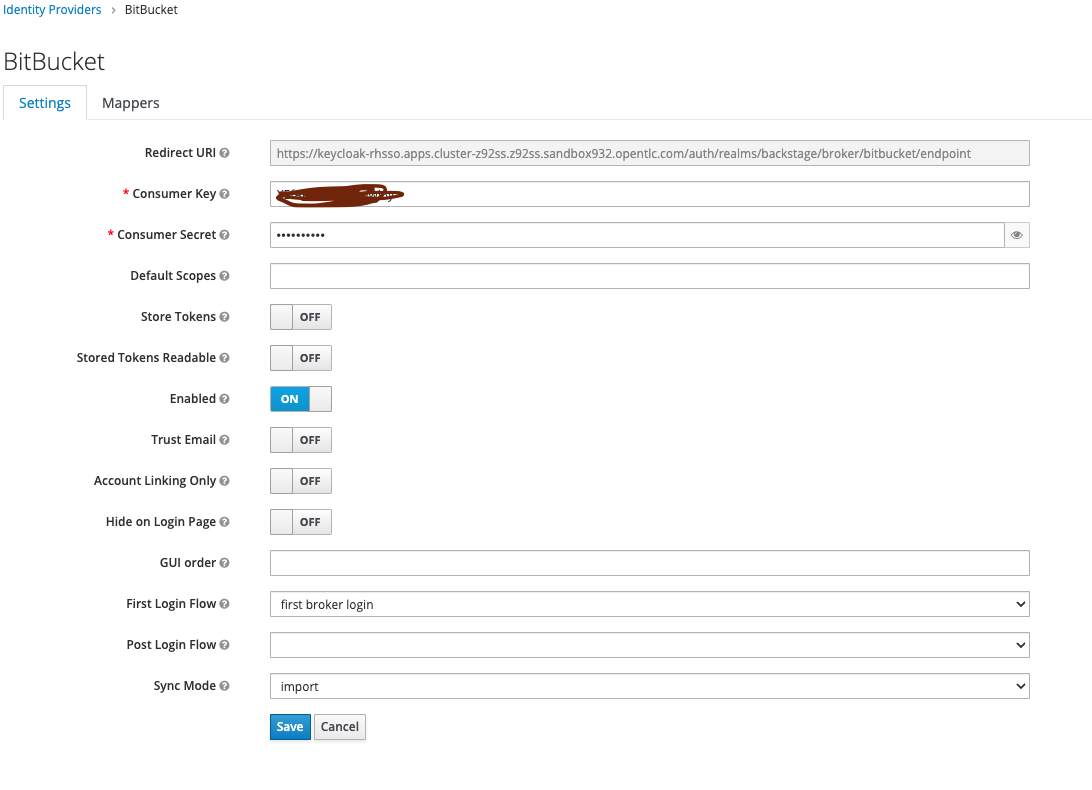 Identity Providers > BitBucket
BitBucket
Settings Mappers
Redirect URI https://keycloak-rhsso.apps.cluster-z92ss.z92ss.sandbox932.opentlc.com/auth/realms/backstage/broker/bitbucket/endpoint
* Consumer Key
* Consumer Secret ••••••••••
Default Scopes
Store Tokens OFF
Stored Tokens Readable OFF
Enabled ON
Trust Email OFF
Account Linking Only OFF
Hide on Login Page OFF
GUI order
First Login Flow first broker login
Post Login Flow
Sync Mode import
Save Cancel